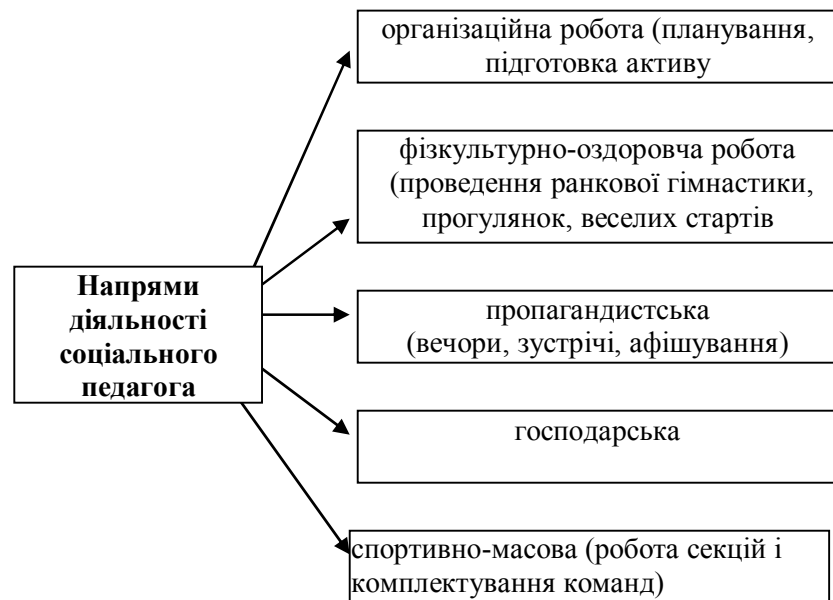 організаційна робота (планування,
підготовка активу
фізкультурно-оздоровча робота
(проведення ранкової гімнастики,
прогулянок, веселих стартів
Напрями
діяльності
соціального
педагога
пропагандистська
(вечори, зустрічі, афішування)
господарська
спортивно-масова (робота секцій і
комплектування команд)